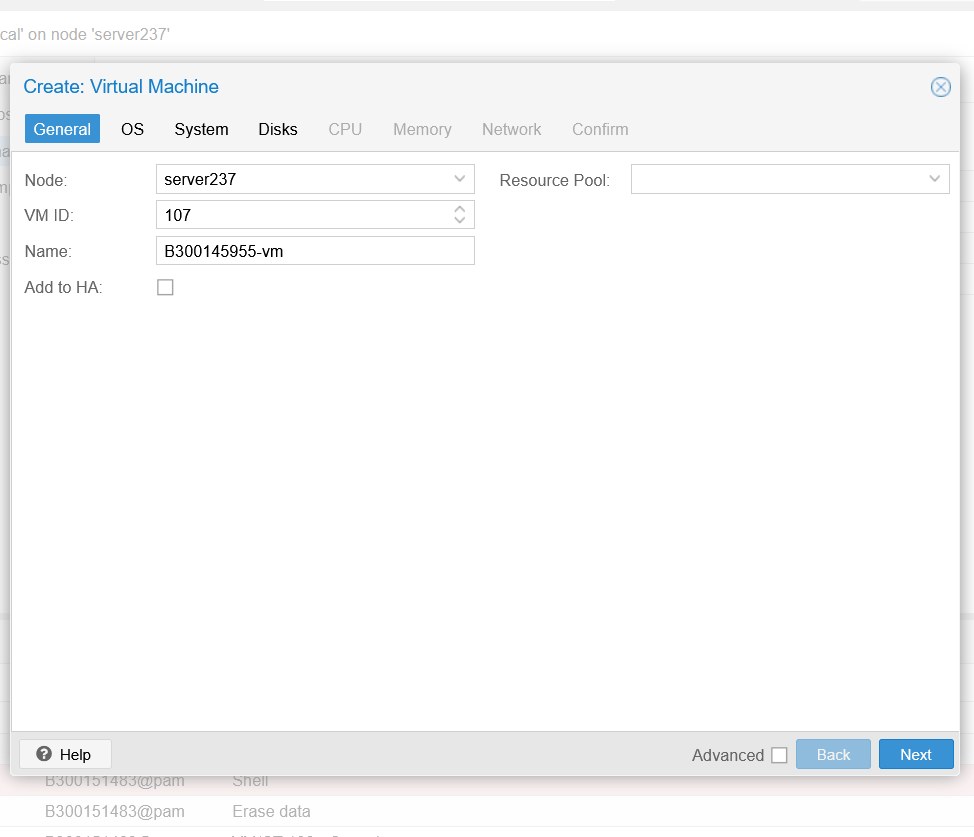 cal' on node 'server237'
Create: Virtual Machine
General OS System Disks CPU Memory Network Confirm
Node: server237 Resource Pool:
VM ID: 107
Name: B300145955-vm
Add to HA:
Help Advanced Back Next
B300151483@pam Shell
B300151483@pam Erase data